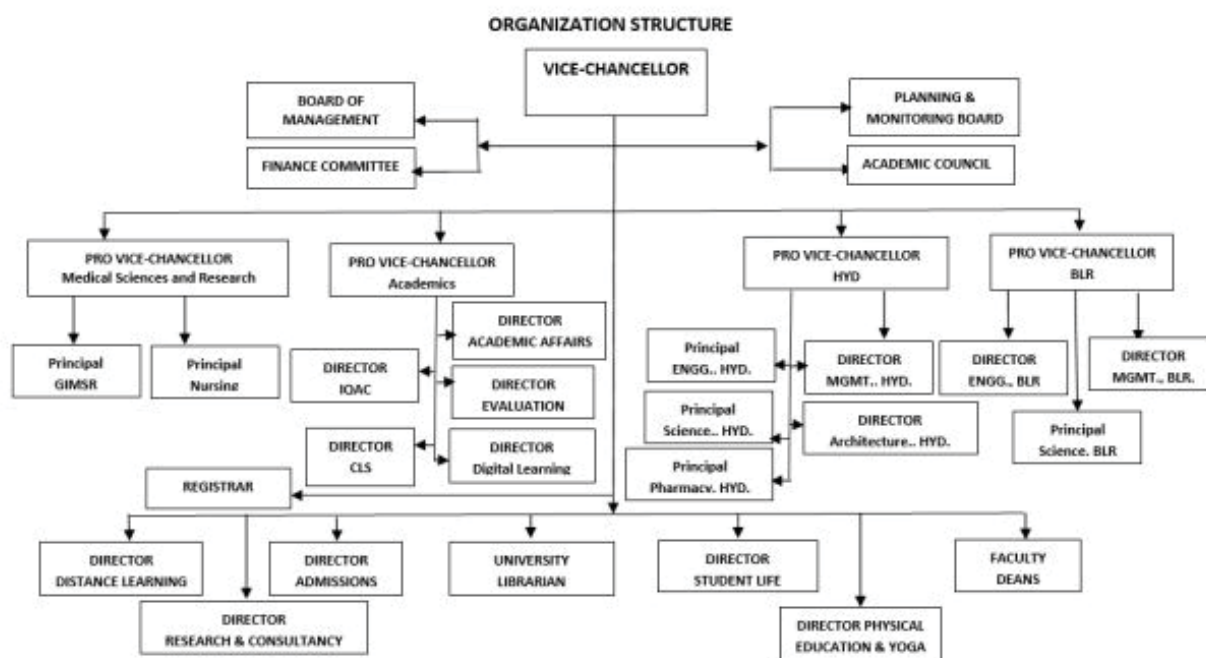 ORGANIZATION STRUCTURE
VICE-CHANCELLOR
BOARD OF
MANAGEMENT
PLANNING &
MONITORING BOARD
FINANCE COMMITTEE
ACADEMIC COUNCIL
PRO VICE-CHANCELLOR
Medical Sciences and Research
PRO VICE-CHANCELLOR
Academics
PRO VICE-CHANCELLOR
HYD
PRO VICE-CHANCELLOR
BLR
Principal
GIMSR
Principal
Nursing
DIRECTOR
ACADEMIC AFFAIRS
DIRECTOR
IQAC
DIRECTOR
EVALUATION
DIRECTOR
CLS
DIRECTOR
Digital Learning
Principal
ENGG.. HYD.
DIRECTOR
MGMT.. HYD.
Principal
Science.. HYD.
DIRECTOR
Architecture.. HYD.
Principal
Pharmacy. HYD.
DIRECTOR
ENGG., BLR
DIRECTOR
MGMT., BLR.
Principal
Science. BLR
REGISTRAR
DIRECTOR
DISTANCE LEARNING
DIRECTOR
ADMISSIONS
UNIVERSITY
LIBRARIAN
DIRECTOR
STUDENT LIFE
FACULTY
DEANS
DIRECTOR
RESEARCH & CONSULTANCY
DIRECTOR PHYSICAL
EDUCATION & YOGA